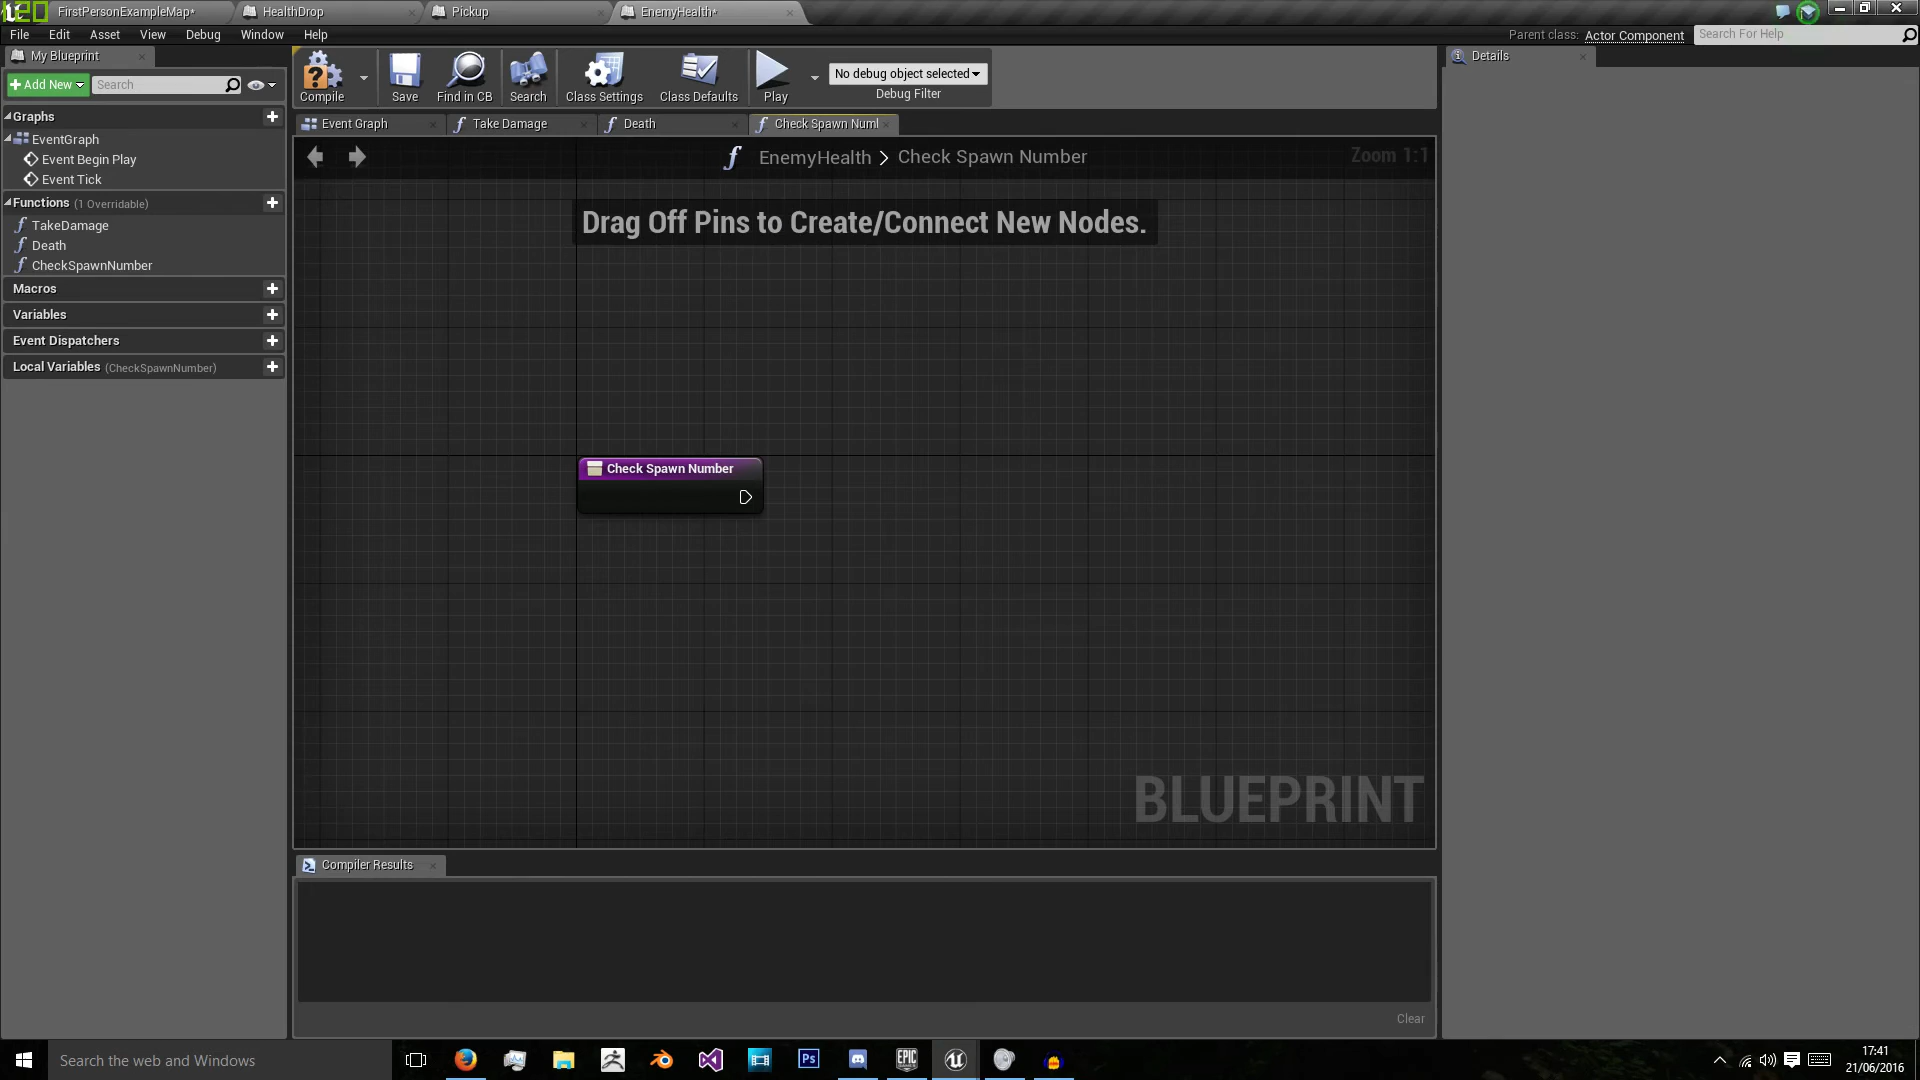 120
FirstPersonExampleMap*
HealthDrop
Pickup
EnemyHealth*
File Edit Asset View Debug Window Help
Parent class: Actor Component
Search For Help
My Blueprint
Add New
Search
Compile
Save
Find in CB
Search
Class Settings
Class Defaults
Play
No debug object selected
Debug Filter
Details
Graphs
EventGraph
Event Begin Play
Event Tick
Functions (1 Overridable)
TakeDamage
Death
CheckSpawnNumber
Macros
Variables
Event Dispatchers
Local Variables (CheckSpawnNumber)
Event Graph
Take Damage
Death
Check Spawn Numl
EnemyHealth > Check Spawn Number
Zoom 1:1
Drag Off Pins to Create/Connect New Nodes.
Check Spawn Number
BLUEPRINT
Compiler Results
Clear
Search the web and Windows
Ps
EPIC
GAMES
17:41
21/06/2016